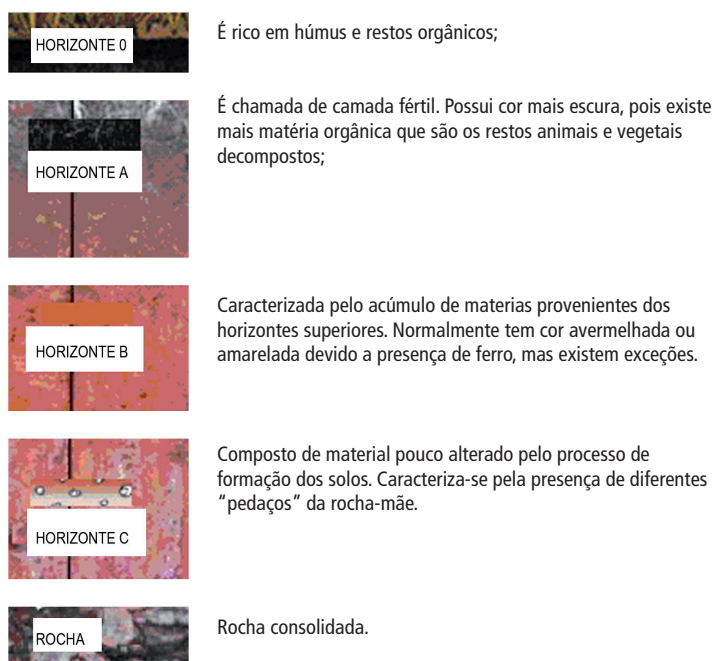 HORIZONTE 0
É rico em húmus e restos orgânicos;
HORIZONTE A
É chamada de camada fértil. Possui cor mais escura, pois existe
mais matéria orgânica que são os restos animais e vegetais
decompostos;
HORIZONTE B
Caracterizada pelo acúmulo de materias provenientes dos
horizontes superiores. Normalmente tem cor avermelhada ou
amarelada devido a presença de ferro, mas existem exceções.
HORIZONTE C
Composto de material pouco alterado pelo processo de
formação dos solos. Caracteriza-se pela presença de diferentes
“pedaços” da rocha-mãe.
ROCHA
Rocha consolidada.